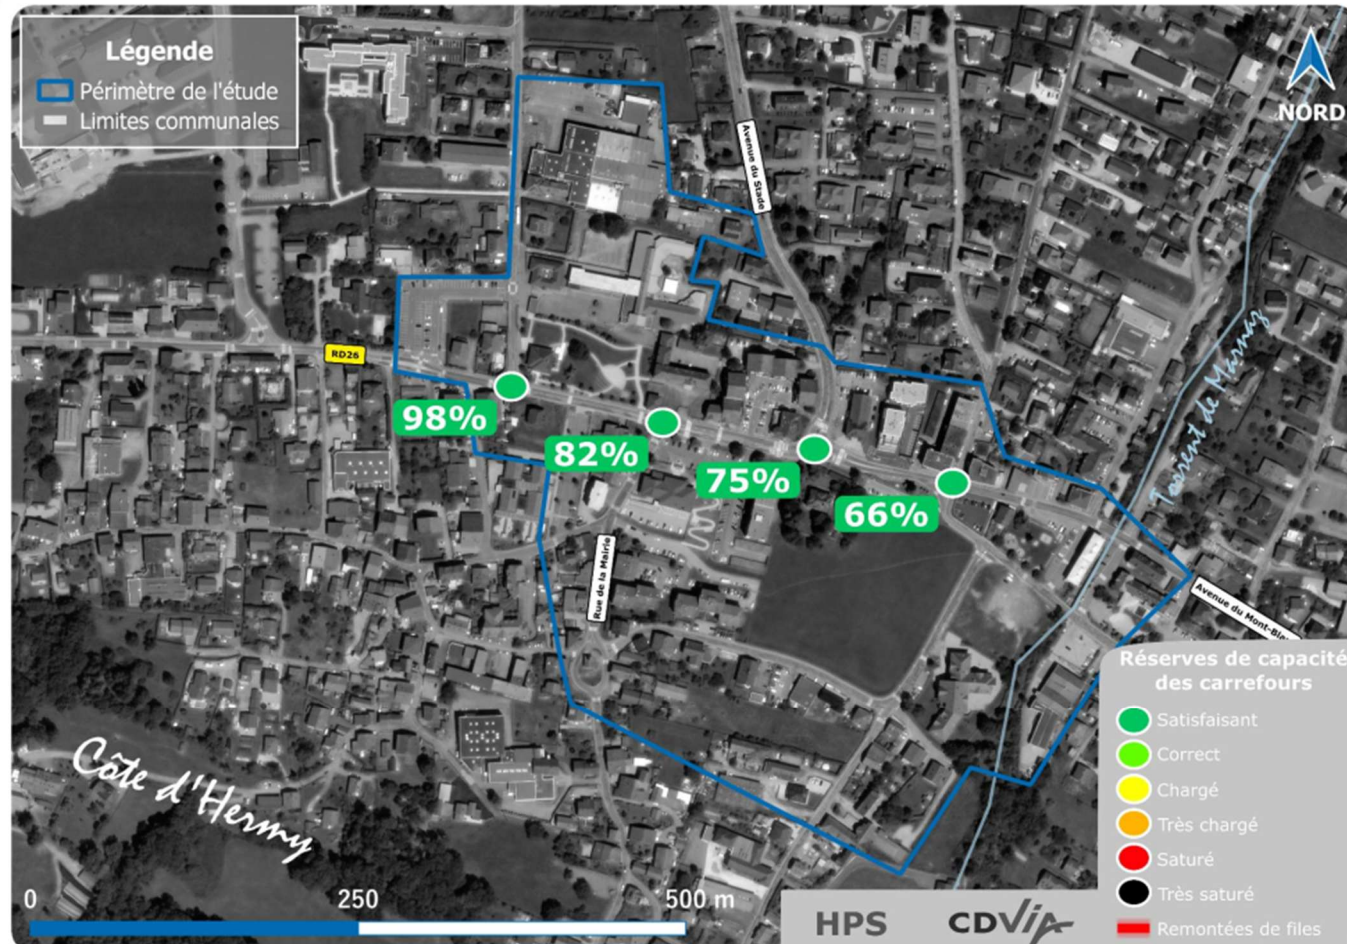 Légende
Périmètre de l'étude
Limites communales
NORD
Avenue du Stade
RD26
Torrent de Marnaz
98%
82%
75%
66%
Rue de la Mairie
Avenue du Mont-Bl
Côte d'Hermy
Réserves de capacité
des carrefours
Satisfaisant
Correct
Chargé
Très chargé
Saturé
Très saturé
Remontées de files
0 250 500 m
HPS CDVIA